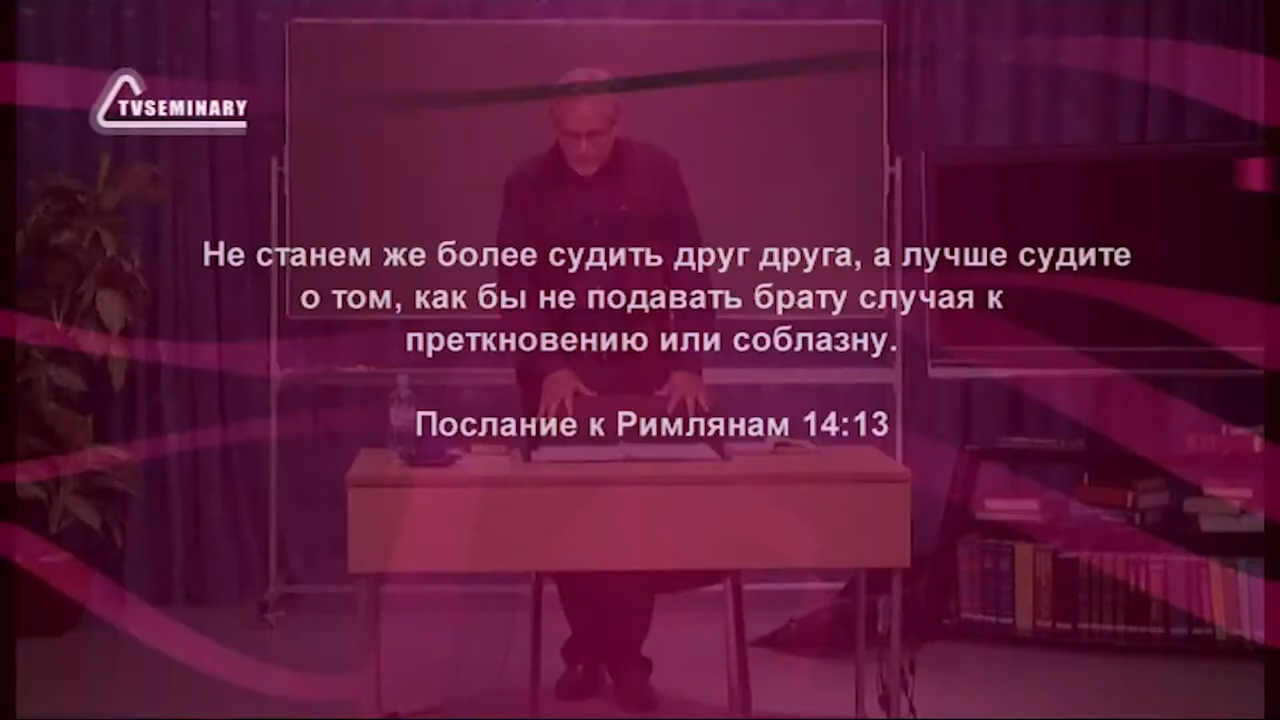 TVSEMINARY
Не станем же более судить друг друга, а лучше судите
о том, как бы не подавать брату случая к
преткновению или соблазну.
Послание к Римлянам 14:13